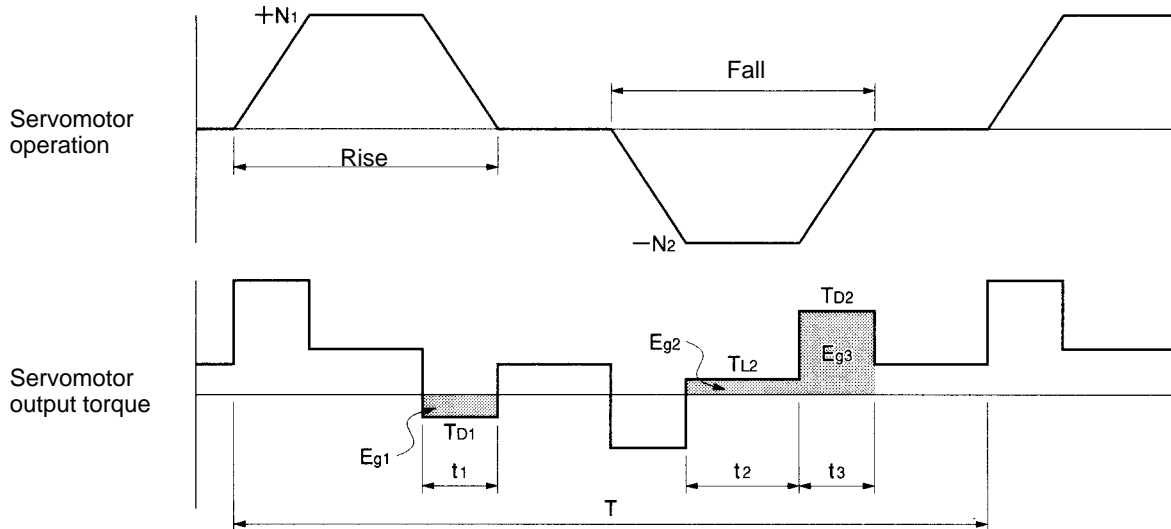 +N1
Servomotor
operation
Rise
Fall
−N2
Servomotor
output torque
Eg1
TD1
t1
Eg2
TL2
TD2
Eg3
t2
t3
T